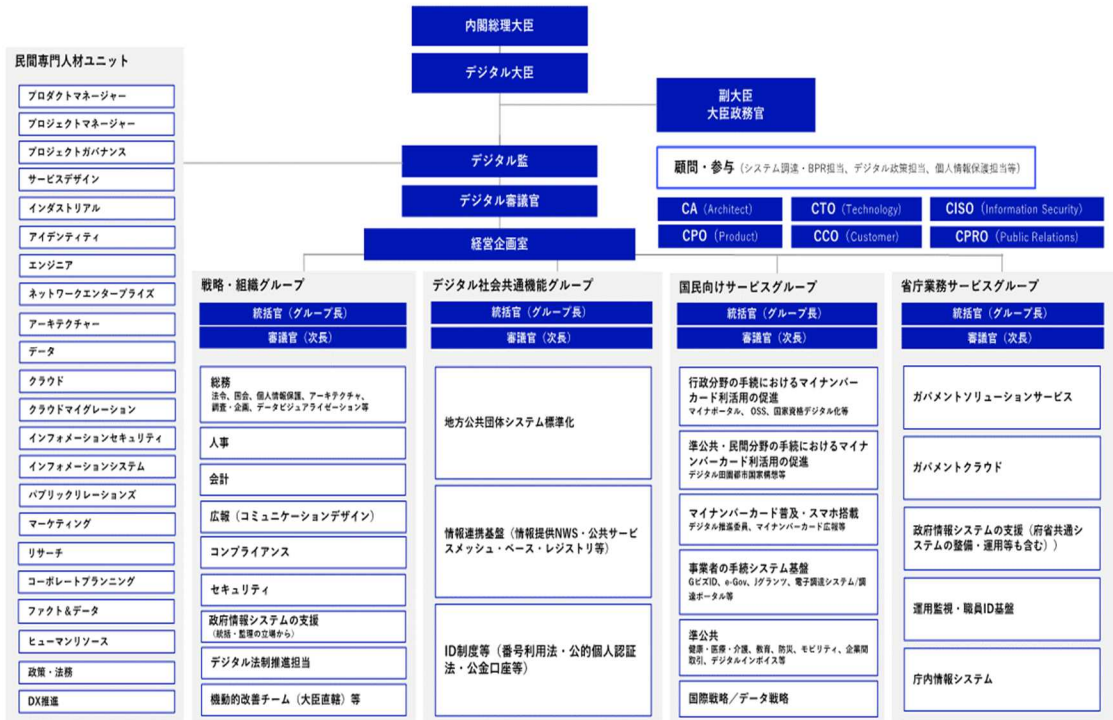 内閣総理大臣
デジタル大臣
副大臣
大臣政務官
デジタル監
デジタル審議官
顧問・参与（システム調達・BPR担当、デジタル政策担当、個人情報保護担当等）
CA（Architect）
CTO（Technology）
CISO（Information Security）
CPO（Product）
CCO（Customer）
CPRO（Public Relations）
経営企画室
民間専門人材ユニット
プロダクトマネージャー
プロジェクトマネージャー
プロジェクトガバナンス
サービスデザイン
インダストリアル
アイデンティティ
エンジニア
ネットワークエンタープライズ
アーキテクチャー
データ
クラウド
クラウドマイグレーション
インフォメーションセキュリティ
インフォメーションシステム
パブリックリレーションズ
マーケティング
リサーチ
コーポレートプランニング
ファクト＆データ
ヒューマンリソース
政策・法務
DX推進
戦略・組織グループ
統括官（グループ長）
審議官（次長）
総務
法令、国会、個人情報保護、アーキテクチャ、
調査・企画、データビジュアライゼーション等
人事
会計
広報（コミュニケーションデザイン）
コンプライアンス
セキュリティ
政府情報システムの支援
（統括・監理の立場から）
デジタル法制推進担当
機動的改善チーム（大臣直轄）等
デジタル社会共通機能グループ
統括官（グループ長）
審議官（次長）
地方公共団体システム標準化
情報連携基盤（情報提供NWS・公共サービ
スメッシュ・ベース・レジストリ等）
ID制度等（番号利用法・公的個人認証
法・公金口座等）
国民向けサービスグループ
統括官（グループ長）
審議官（次長）
行政分野の手続におけるマイナンバー
カード利活用の促進
マイナポータル、OSS、国家資格デジタル化等
準公共・民間分野の手続におけるマイナ
ンバーカード利活用の促進
デジタル田園都市国家構想等
マイナンバーカード普及・スマホ搭載
デジタル推進委員、マイナンバーカード広報等
事業者の手続システム基盤
GビズID、e-Gov、Jグランツ、電子調達システム/調
達ポータル等
準公共
健康・医療・介護、教育、防災、モビリティ、企業間
取引、デジタルインボイス等
国際戦略／データ戦略
省庁業務サービスグループ
統括官（グループ長）
審議官（次長）
ガバメントソリューションサービス
ガバメントクラウド
政府情報システムの支援（府省共通シ
ステムの整備・運用等も含む））
運用監視・職員ID基盤
庁内情報システム